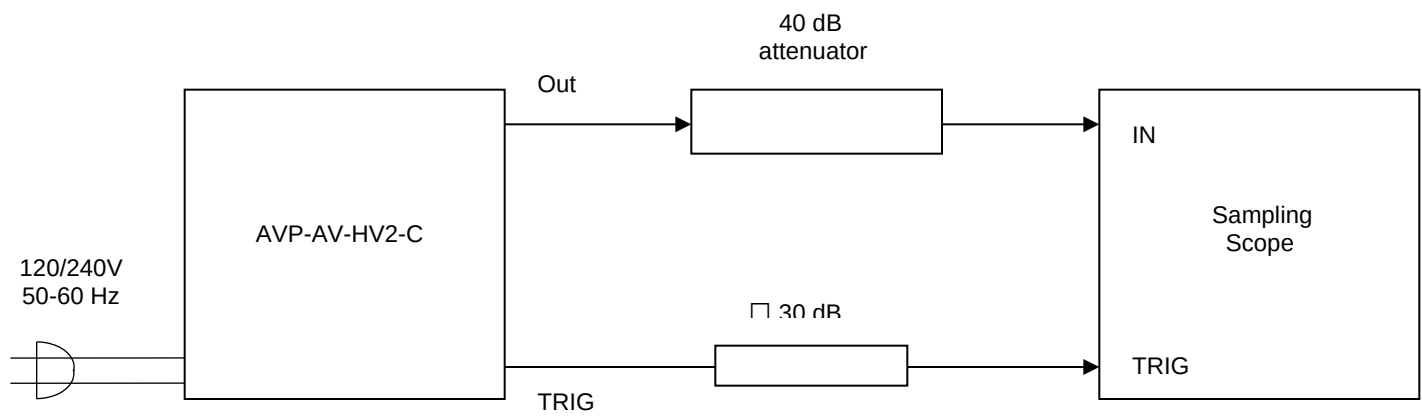 40 dB
attenuator
Out
IN
AVP-AV-HV2-C
Sampling
Scope
120/240V
50-60 Hz
□ 30 dB
TRIG
TRIG